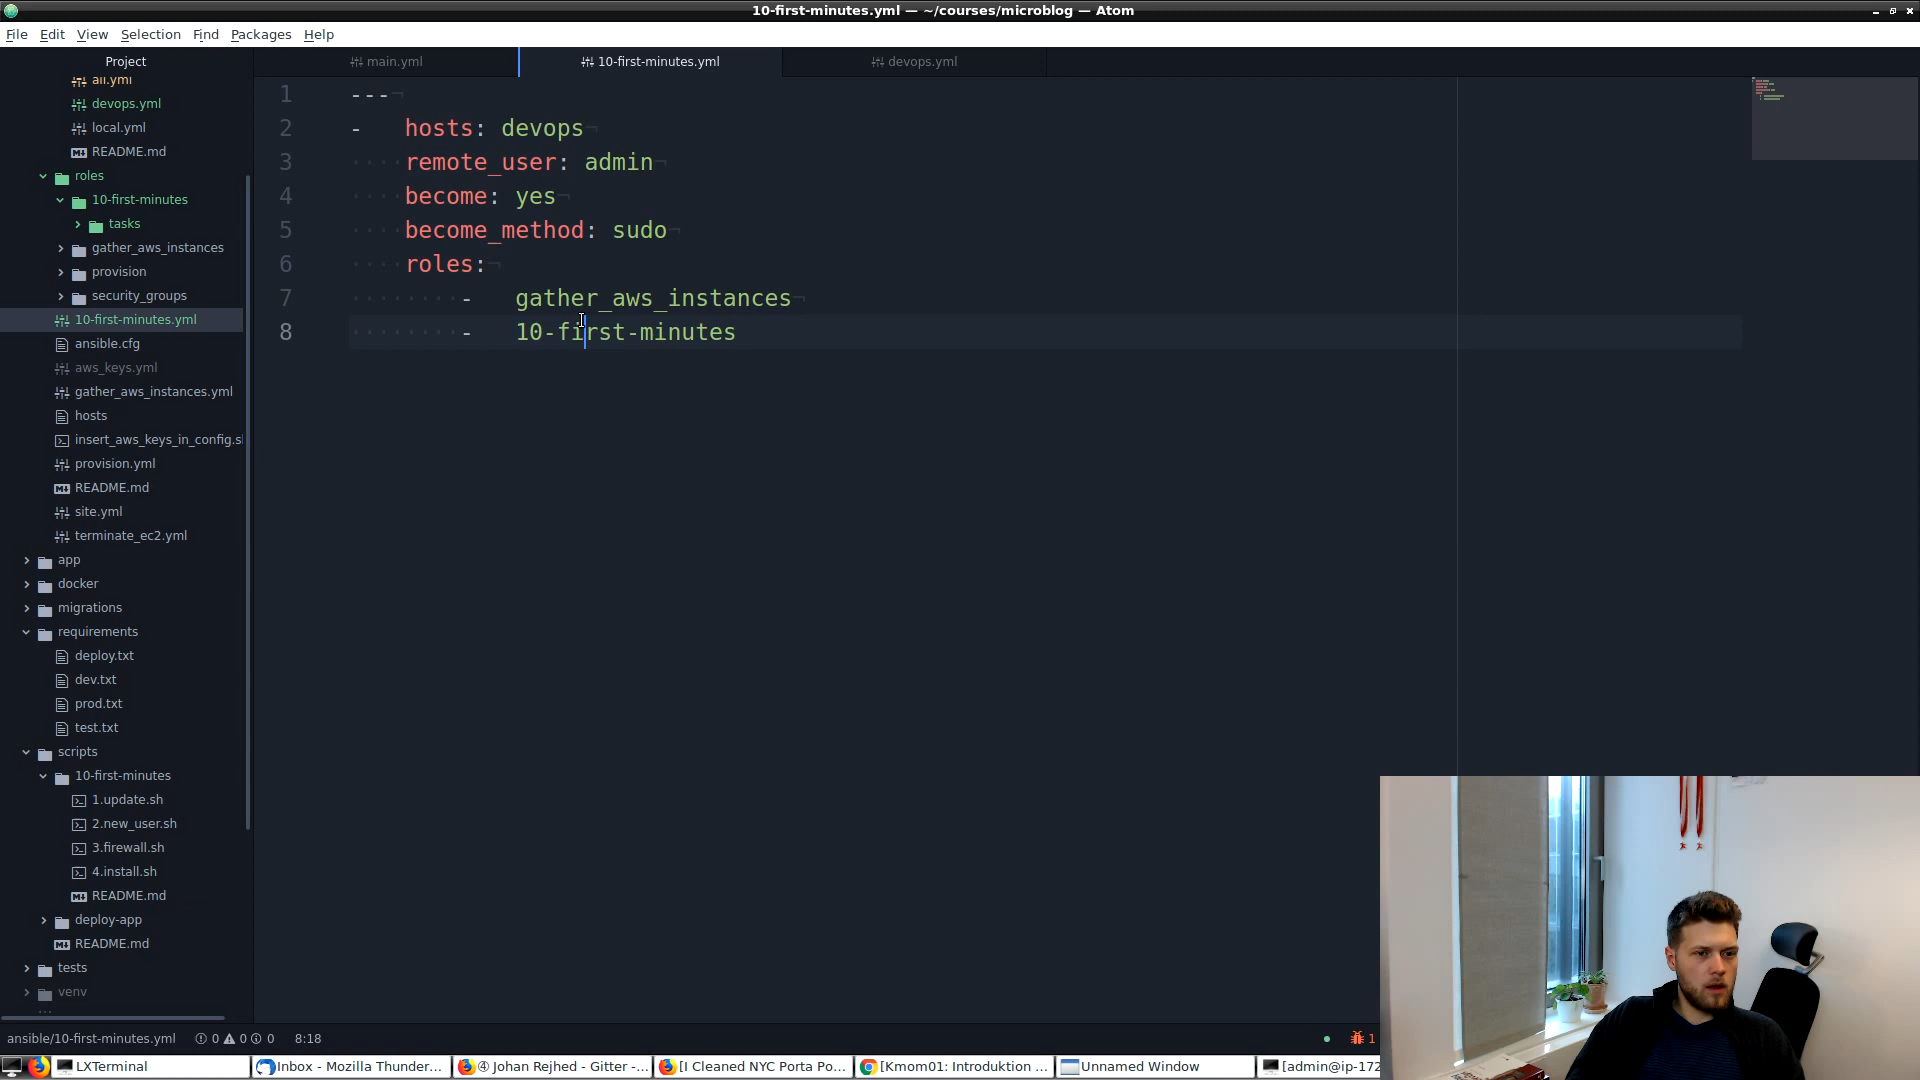 10-first-minutes.yml — ~/courses/microblog — Atom
File Edit View Selection Find Packages Help
Project
main.yml
10-first-minutes.yml
devops.yml
all.yml
devops.yml
local.yml
README.md
roles
10-first-minutes
tasks
gather_aws_instances
provision
security_groups
10-first-minutes.yml
ansible.cfg
aws_keys.yml
gather_aws_instances.yml
hosts
insert_aws_keys_in_config.s
provision.yml
README.md
site.yml
terminate_ec2.yml
app
docker
migrations
requirements
deploy.txt
dev.txt
prod.txt
test.txt
scripts
10-first-minutes
1.update.sh
2.new_user.sh
3.firewall.sh
4.install.sh
README.md
deploy-app
README.md
tests
venv
1 ---
2 - hosts: devops
3 remote_user: admin
4 become: yes
5 become_method: sudo
6 roles:
7 - gather_aws_instances
8 - 10-first-minutes
ansible/10-first-minutes.yml 0 0 0 8:18
1
LXTerminal
Inbox - Mozilla Thunder...
④ Johan Rejhed - Gitter -...
[I Cleaned NYC Porta Po...
[Kmom01: Introduktion ...
Unnamed Window
[admin@ip-172